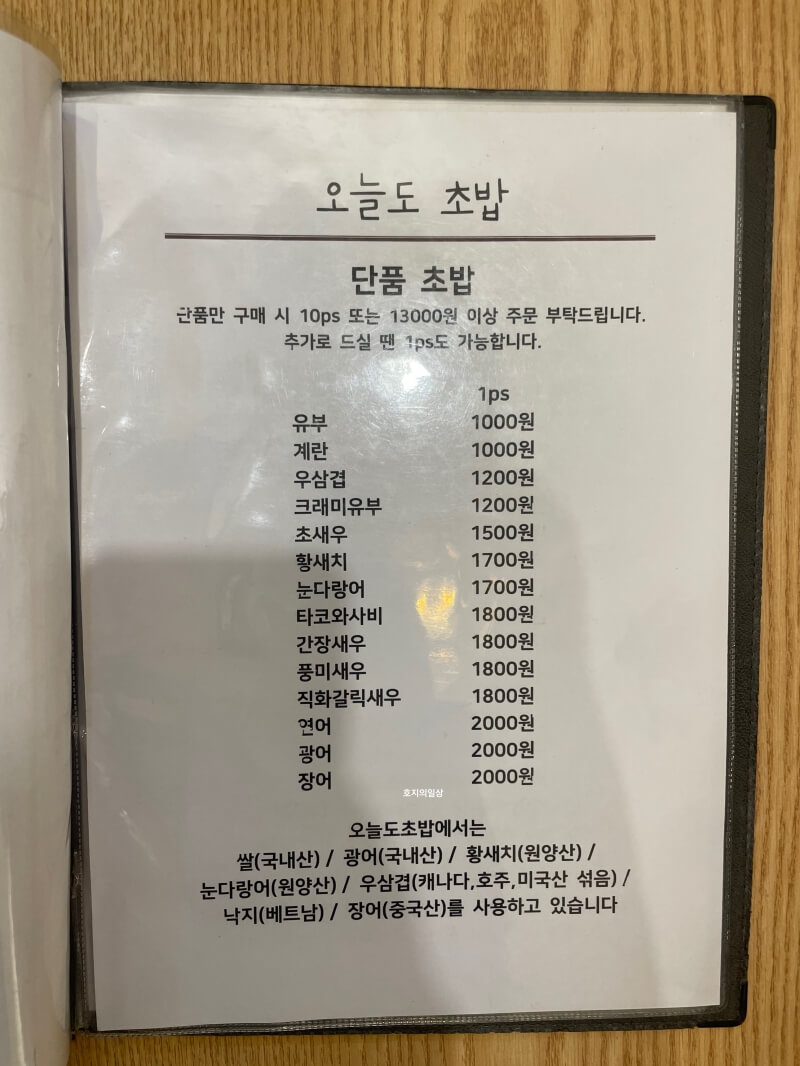 오늘도 초밥
단품 초밥
단품만 구매 시 10ps 또는 13000원 이상 주문 부탁드립니다.
추가로 드실 땐 1ps도 가능합니다.
1ps
유부 1000원
계란 1000원
우삼겹 1200원
크래미유부 1200원
초새우 1500원
황새치 1700원
눈다랑어 1700원
타코와사비 1800원
간장새우 1800원
풍미새우 1800원
직화갈릭새우 1800원
연어 2000원
광어 2000원
장어 2000원
호지의일상
오늘도초밥에서는
쌀(국내산) / 광어(국내산) / 황새치(원양산) /
눈다랑어(원양산) / 우삼겹(캐나다,호주,미국산 섞음) /
낙지(베트남) / 장어(중국산)를 사용하고 있습니다